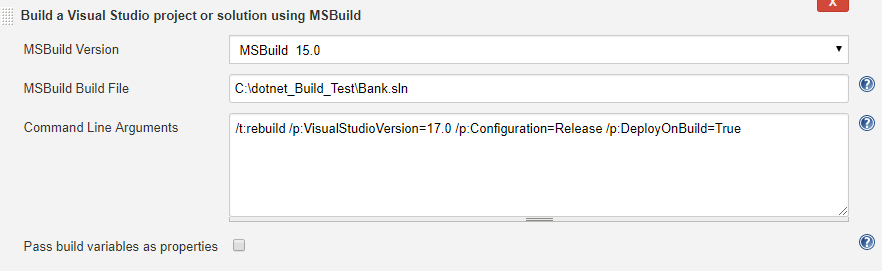 X
Build a Visual Studio project or solution using MSBuild
MSBuild Version
MSBuild 15.0
MSBuild Build File
C:\dotnet_Build_Test\Bank.sln
?
Command Line Arguments
/t:rebuild /p:VisualStudioVersion=17.0 /p:Configuration=Release /p:DeployOnBuild=True
?
Pass build variables as properties
?